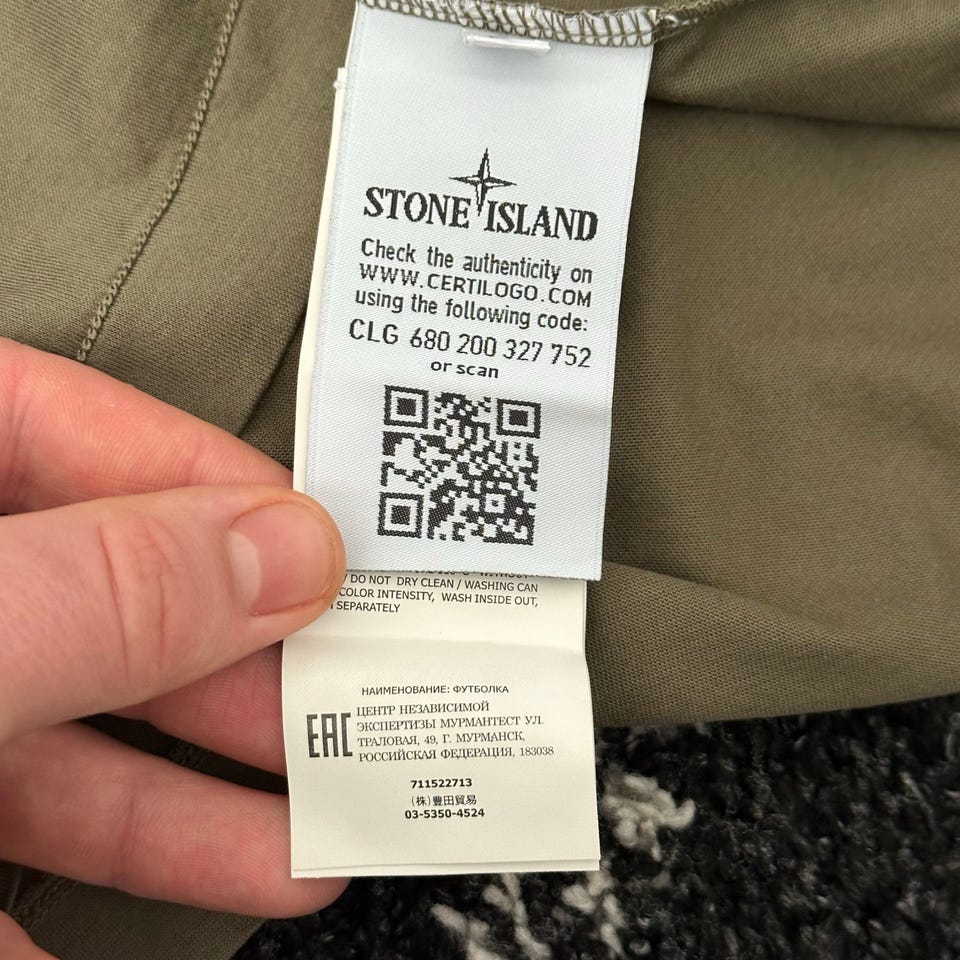 STONE ISLAND
Check the authenticity on
WWW.CERTILOGO.COM
using the following code:
CLG 680 200 327 752
or scan
/ DO NOT DRY CLEAN / WASHING CAN
COLOR INTENSITY, WASH INSIDE OUT,
SEPARATELY
НАИМЕНОВАНИЕ: ФУТБОЛКА
EAC
ЦЕНТР НЕЗАВИСИМОЙ
ЭКСПЕРТИЗЫ МУРМАНТЕСТ УЛ.
ТРАЛОВАЯ, 49, Г. МУРМАНСК,
РОССИЙСКАЯ ФЕДЕРАЦИЯ, 183038
711522713
(株)豊田貿易
03-5350-4524